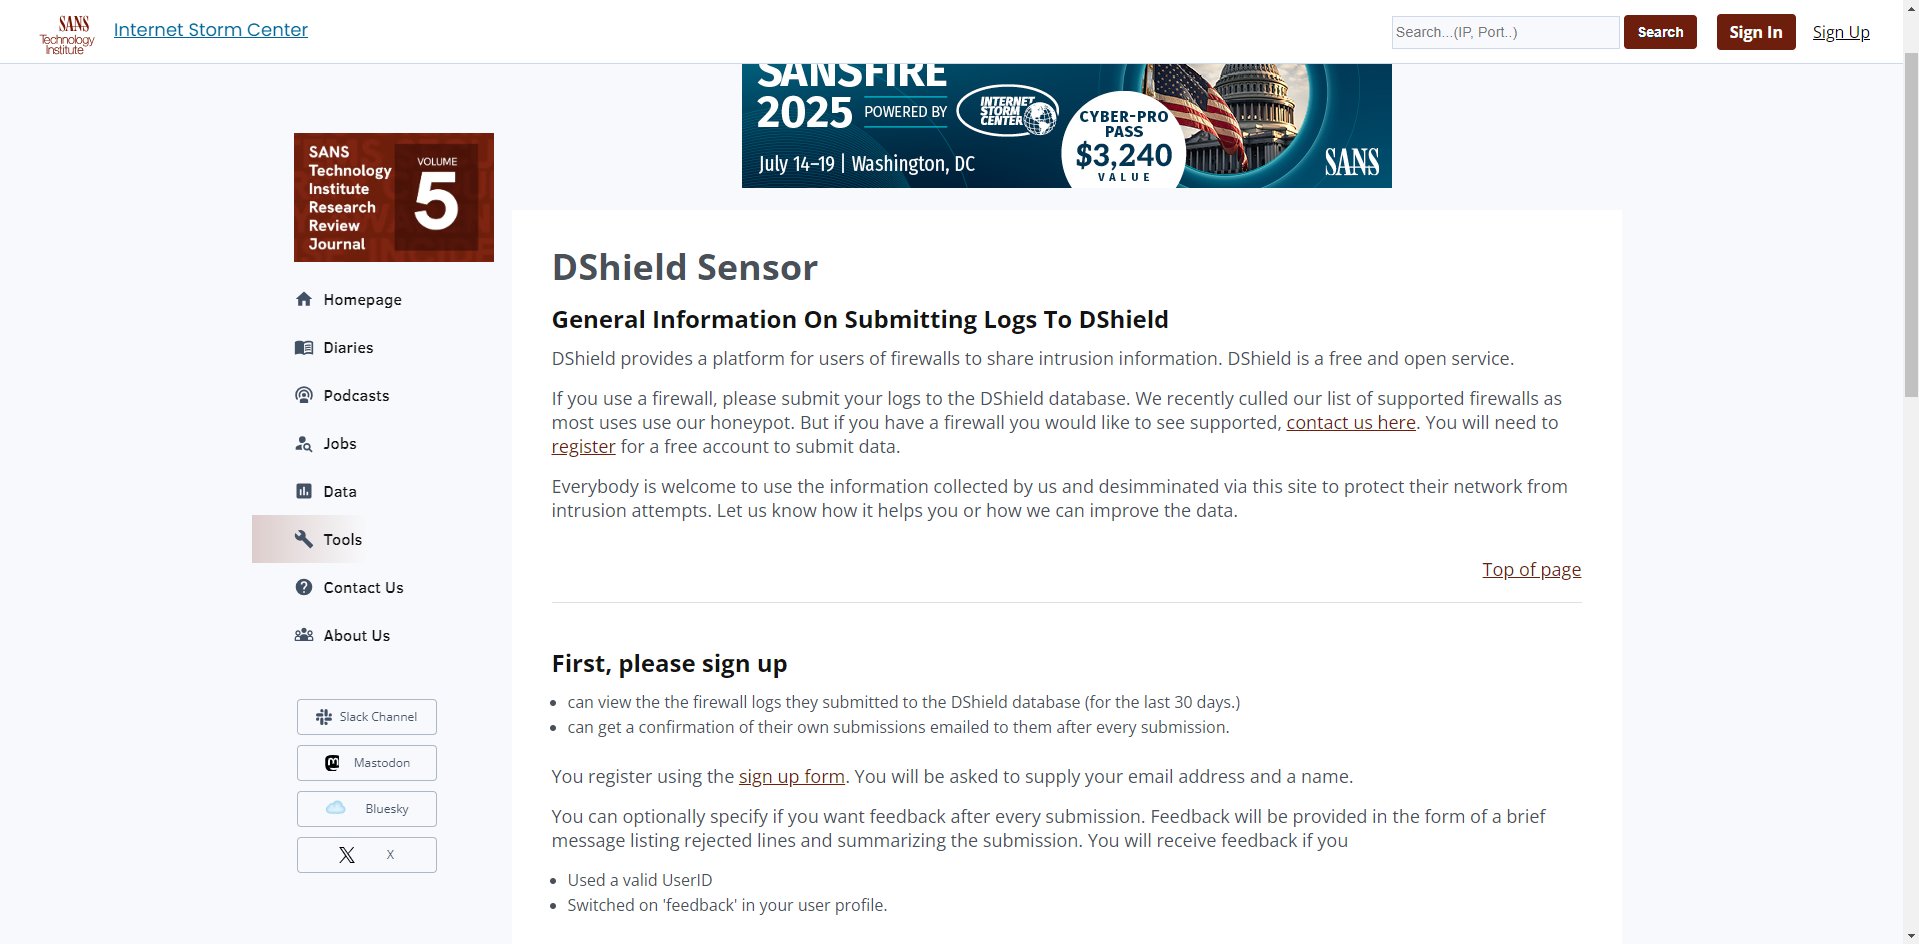 SANS
Technology
Institute
Internet Storm Center
Search...(IP, Port..)
Search
Sign In
Sign Up
SANSFIRE
2025
POWERED BY
INTERNET
STORM
CENTER
CYBER-PRO
PASS
$3,240
VALUE
July 14–19 | Washington, DC
SANS
SANS
Technology
Institute
Research
Review
Journal
VOLUME
5
Homepage
Diaries
Podcasts
Jobs
Data
Tools
Contact Us
About Us
Slack Channel
Mastodon
Bluesky
X
DShield Sensor
General Information On Submitting Logs To DShield
DShield provides a platform for users of firewalls to share intrusion information. DShield is a free and open service.
If you use a firewall, please submit your logs to the DShield database. We recently culled our list of supported firewalls as
most uses use our honeypot. But if you have a firewall you would like to see supported, contact us here. You will need to
register for a free account to submit data.
Everybody is welcome to use the information collected by us and desimminated via this site to protect their network from
intrusion attempts. Let us know how it helps you or how we can improve the data.
Top of page
First, please sign up
• can view the the firewall logs they submitted to the DShield database (for the last 30 days.)
• can get a confirmation of their own submissions emailed to them after every submission.
You register using the sign up form. You will be asked to supply your email address and a name.
You can optionally specify if you want feedback after every submission. Feedback will be provided in the form of a brief
message listing rejected lines and summarizing the submission. You will receive feedback if you
• Used a valid UserID
• Switched on 'feedback' in your user profile.